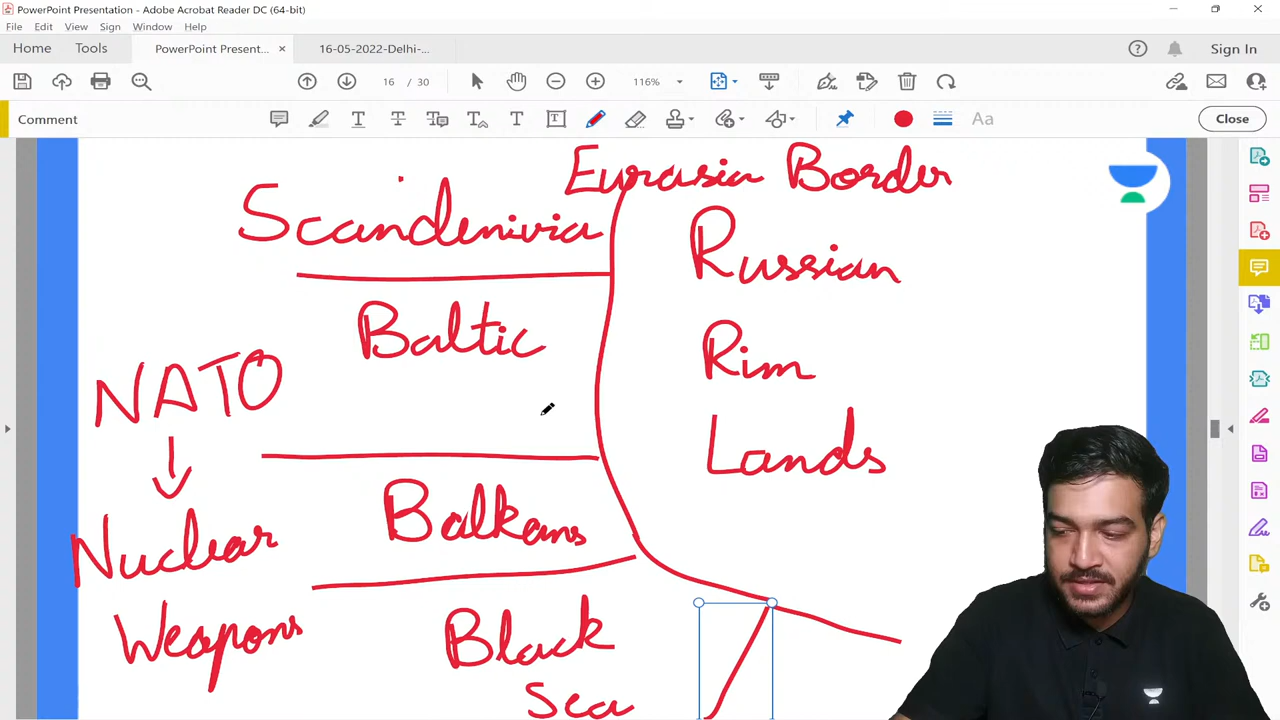 PowerPoint Presentation - Adobe Acrobat Reader DC (64-bit)
File Edit View Sign Window Help
Home Tools PowerPoint Present... × 16-05-2022-Delhi-... Sign In
16 / 30 116%
Comment Aa Close
Eurasia Border
Scandenivia
Russian
Baltic
Rim
NATO
Lands
Balkans
Nuclear
Weapons
Black
Sea